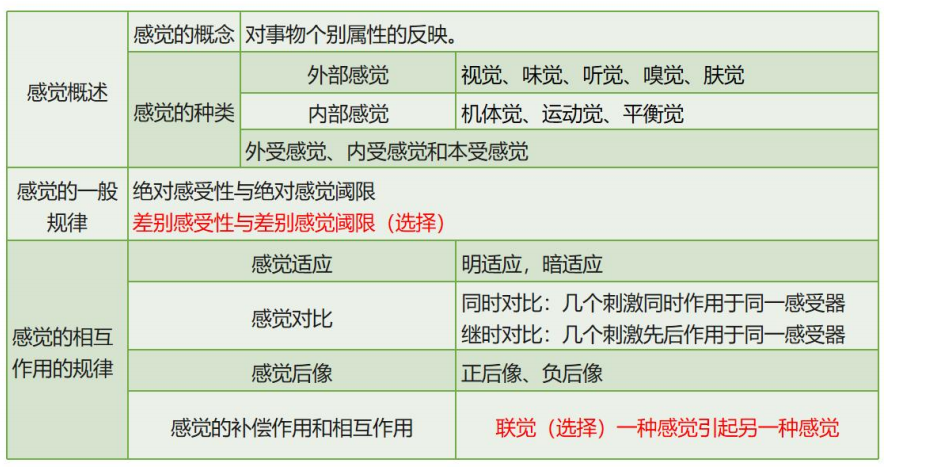 感觉概述
感觉的概念
对事物个别属性的反映。
感觉的种类
外部感觉
视觉、味觉、听觉、嗅觉、肤觉
内部感觉
机体觉、运动觉、平衡觉
外受感觉、内受感觉和本受感觉
感觉的一般
规律
绝对感受性与绝对感觉阈限
差别感受性与差别感觉阈限（选择）
感觉的相互
作用的规律
感觉适应
明适应，暗适应
感觉对比
同时对比：几个刺激同时作用于同一感受器
继时对比：几个刺激先后作用于同一感受器
感觉后像
正后像、负后像
感觉的补偿作用和相互作用
联觉（选择）一种感觉引起另一种感觉